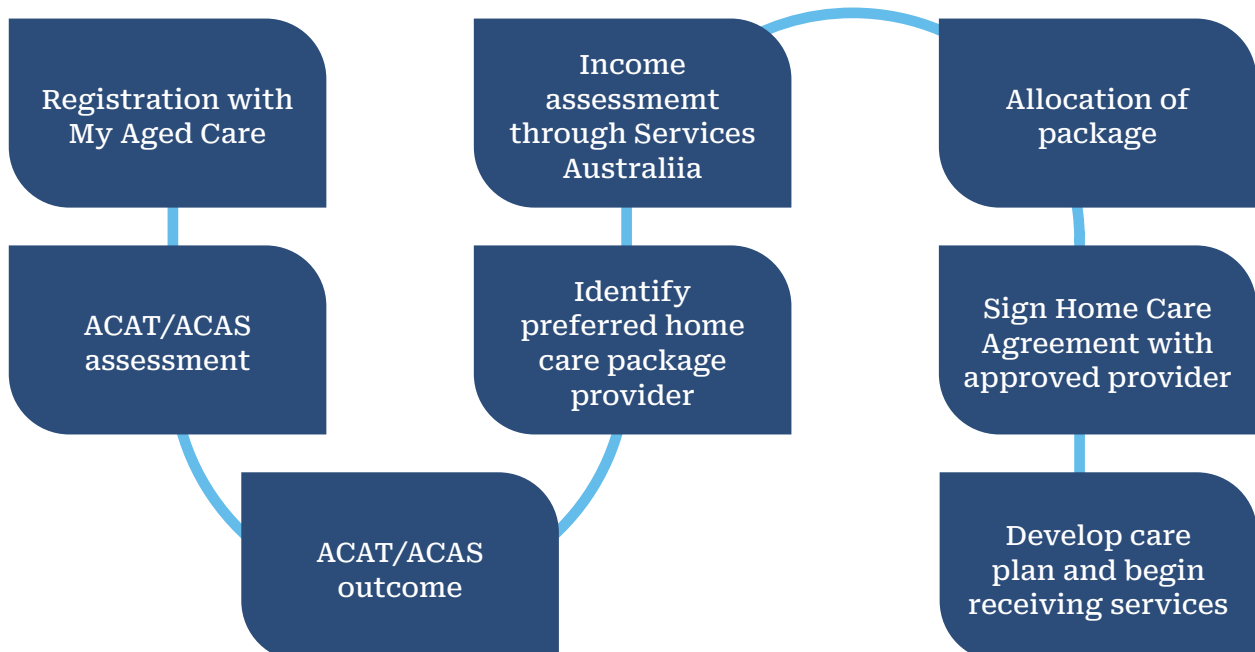 Registration with
My Aged Care
ACAT/ACAS
assessment
ACAT/ACAS
outcome
Identify
preferred home
care package
provider
Income
assessmemt
through Services
Australiia
Allocation of
package
Sign Home Care
Agreement with
approved provider
Develop care
plan and begin
receiving services